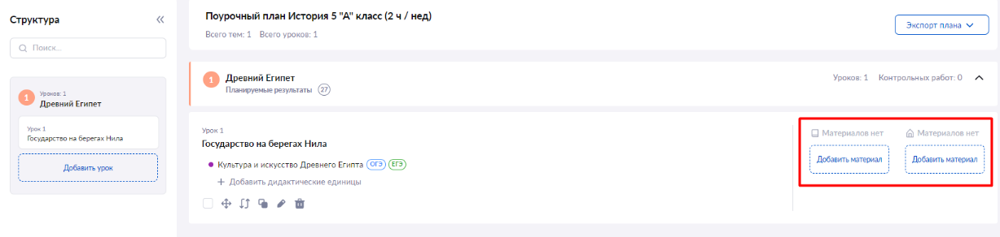 Структура
Поиск...
1
Уроков: 1
Древний Египет
Урок 1
Государство на берегах Нила
Добавить урок
Поурочный план История 5 "А" класс (2 ч / нед)
Всего тем: 1 Всего уроков: 1
Экспорт плана
1
Древний Египет
Планируемые результаты 27
Уроков: 1 Контрольных работ: 0
Урок 1
Государство на берегах Нила
Культура и искусство Древнего Египта ОГЭ ЕГЭ
+ Добавить дидактические единицы
Материалов нет
Добавить материал
Материалов нет
Добавить материал